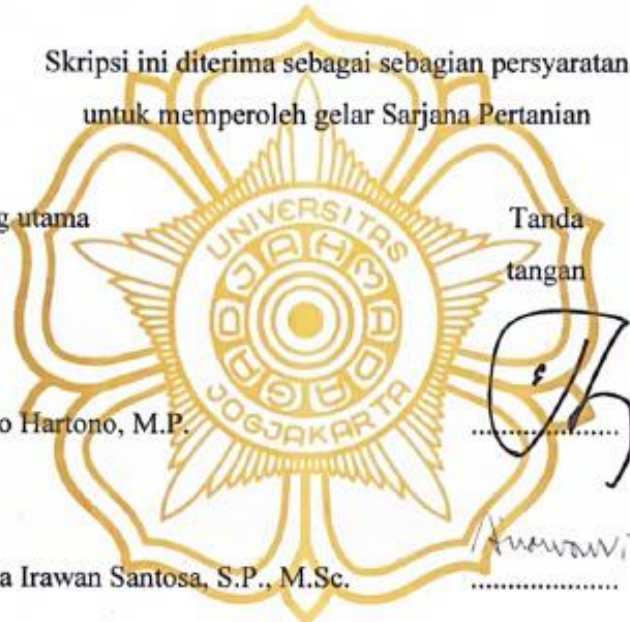 Skripsi ini diterima sebagai sebagian persyaratan
untuk memperoleh gelar Sarjana Pertanian
utama
Tanda
tangan
UNIVERSITAS
GADJAH MADA
JOGJAKARTA
Hartono, M.P. ....................
Irawan Santosa, S.P., M.Sc. ....................